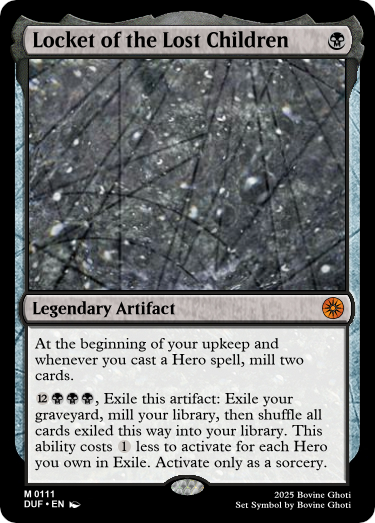 Locket of the Lost Children
Legendary Artifact
At the beginning of your upkeep and
whenever you cast a Hero spell, mill two
cards.
12, Exile this artifact: Exile your
graveyard, mill your library, then shuffle all
cards exiled this way into your library. This
ability costs 1 less to activate for each Hero
you own in Exile. Activate only as a sorcery.
M 0111
2025 Bovine Ghoti
DUF • EN
Set Symbol by Bovine Ghoti